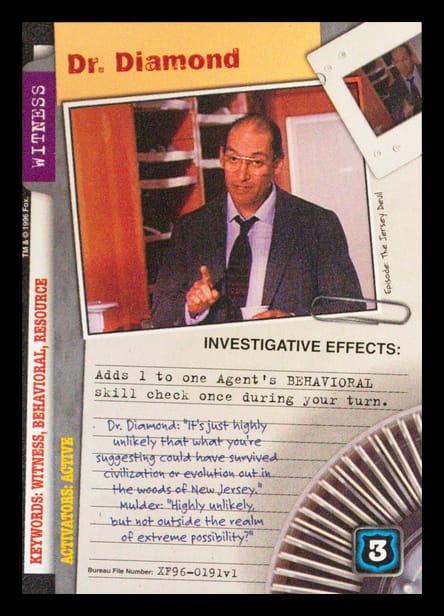 Dr. Diamond
WITNESS
TM & © 1996 Fox.
Episode: The Jersey Devil
KEYWORDS: WITNESS, BEHAVIORAL, RESOURCE
ACTIVATORS: ACTIVE
INVESTIGATIVE EFFECTS:
Adds 1 to one Agent's BEHAVIORAL
skill check once during your turn.
Dr. Diamond: "It's just highly
unlikely that what you're
suggesting could have survived
civilization or evolution out in
the woods of New Jersey."
Mulder: "Highly unlikely,
but not outside the realm
of extreme possibility?"
3
Bureau File Number: XF96-0191v1